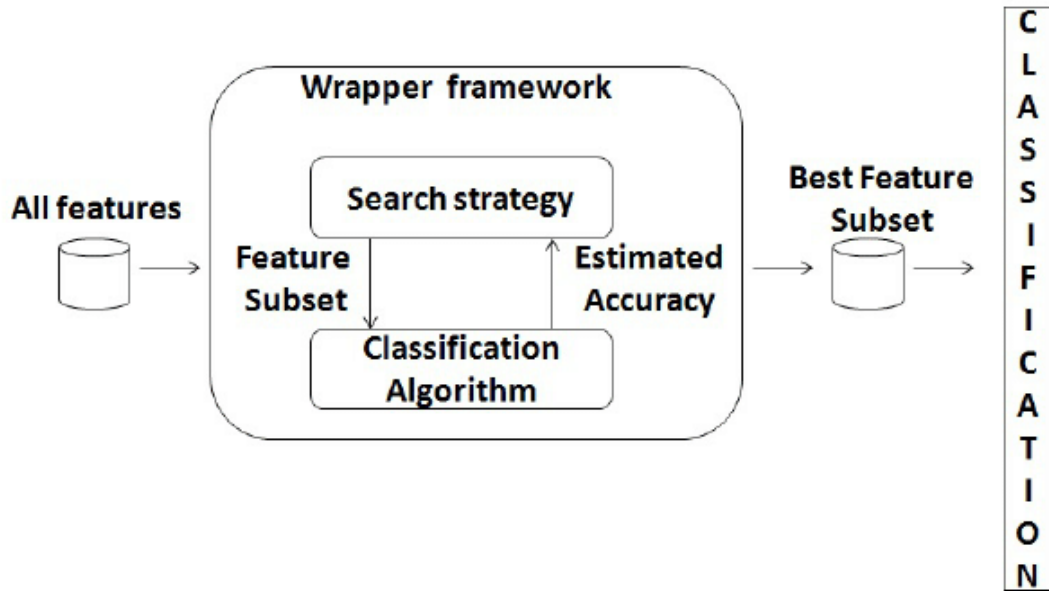 Wrapper framework
All features
Search strategy
Feature
Subset
Estimated
Accuracy
Classification
Algorithm
Best Feature
Subset
C
L
A
S
S
I
F
I
C
A
T
I
O
N